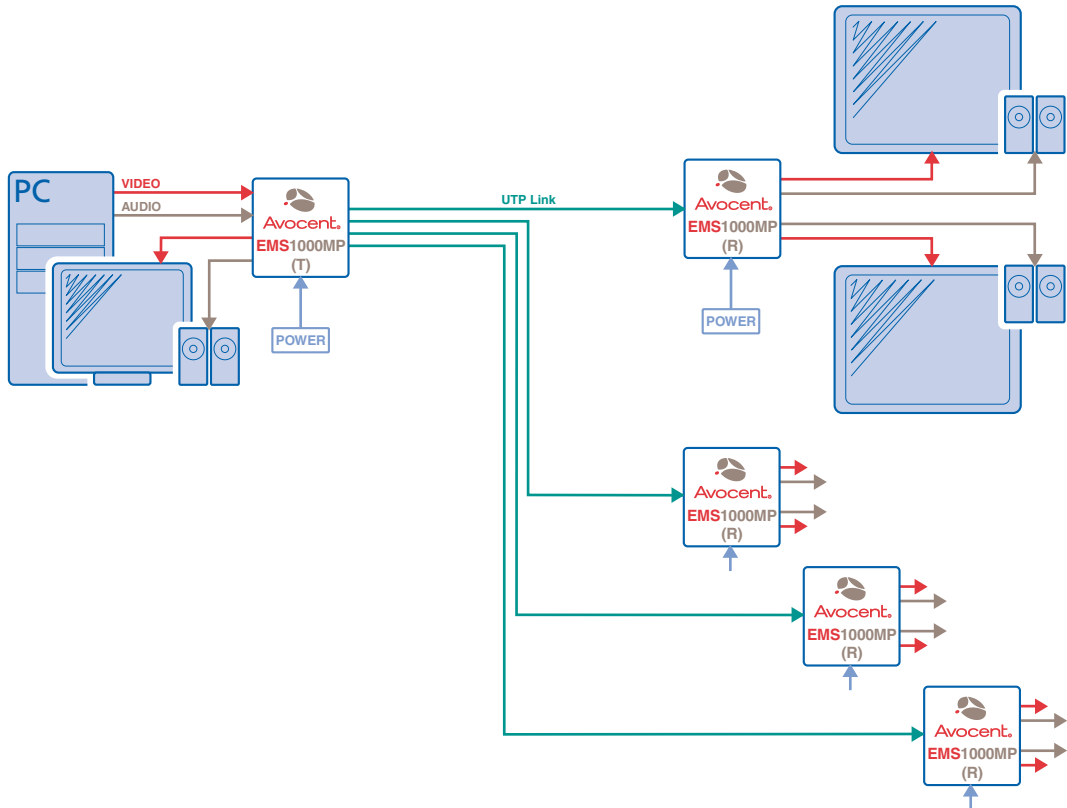 PC
VIDEO
AUDIO
Avocent®
EMS1000MP
(T)
POWER
UTP Link
Avocent®
EMS1000MP
(R)
POWER
Avocent®
EMS1000MP
(R)
Avocent®
EMS1000MP
(R)
Avocent®
EMS1000MP
(R)